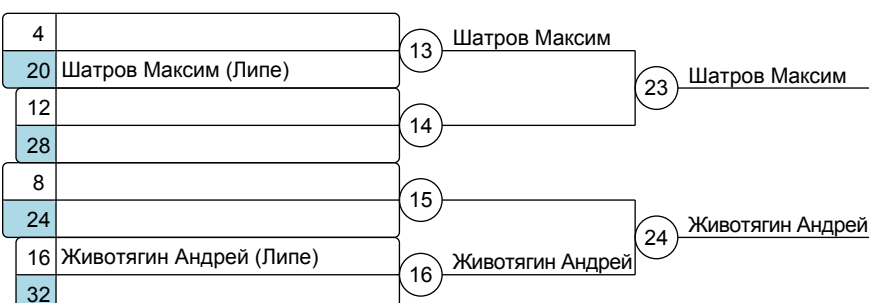 4
13
Шатров Максим
20 Шатров Максим (Липе)
23
Шатров Максим
12
14
28
8
15
24
24
Животягин Андрей
16 Животягин Андрей (Липе)
16
Животягин Андрей
32